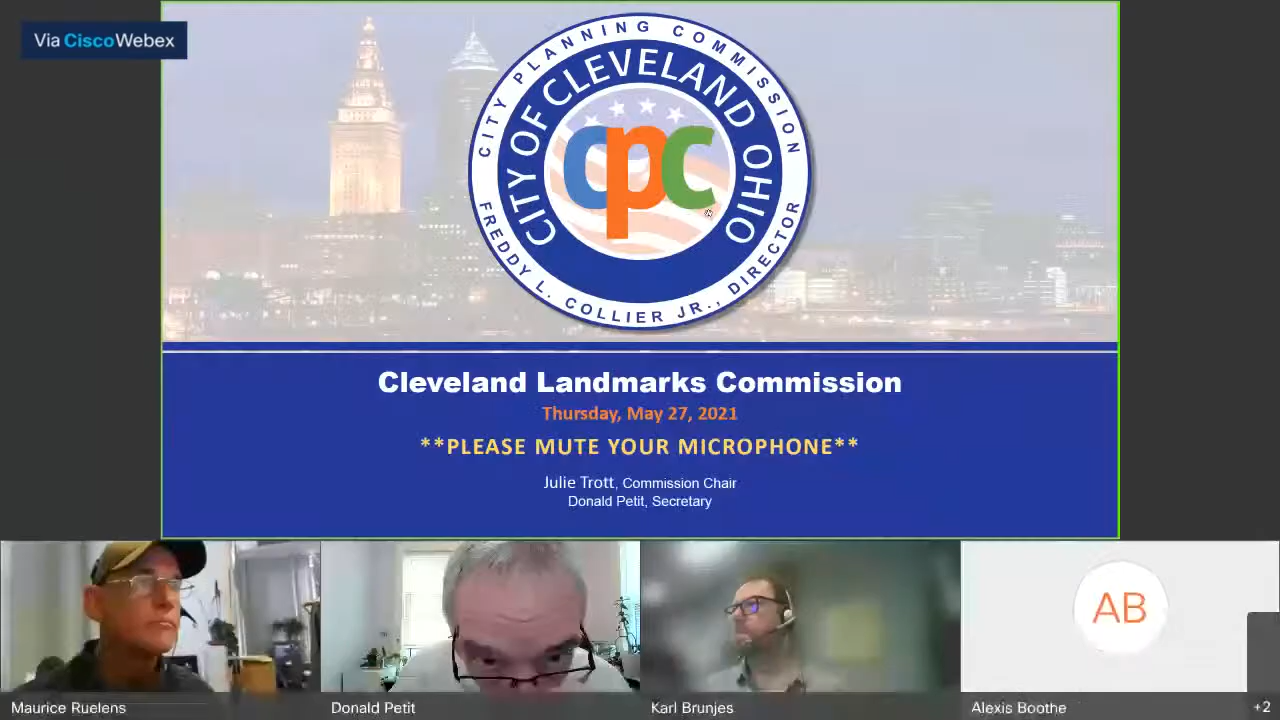 Via CiscoWebex
CITY PLANNING COMMISSION
CITY OF CLEVELAND OHIO
cpc
FREDDY L. COLLIER JR., DIRECTOR
Cleveland Landmarks Commission
Thursday, May 27, 2021
**PLEASE MUTE YOUR MICROPHONE**
Julie Trott, Commission Chair
Donald Petit, Secretary
AB
Maurice Ruelens
Donald Petit
Karl Brunjes
Alexis Boothe
+2